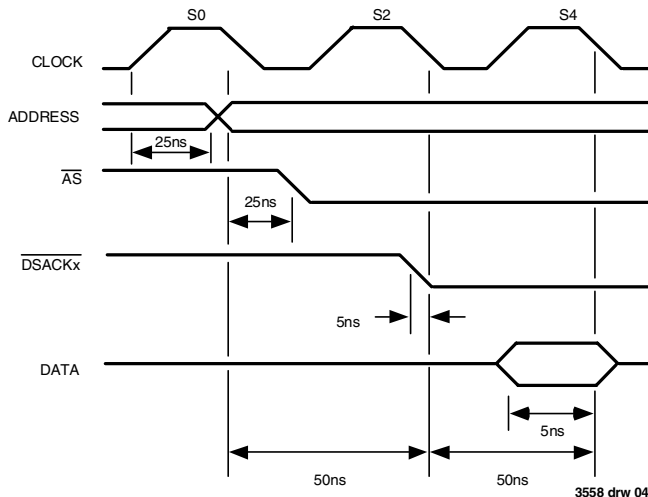 S0 S2 S4
CLOCK
ADDRESS
25ns
AS
25ns
DSACKx
5ns
DATA
5ns
50ns 50ns
3558 drw 04